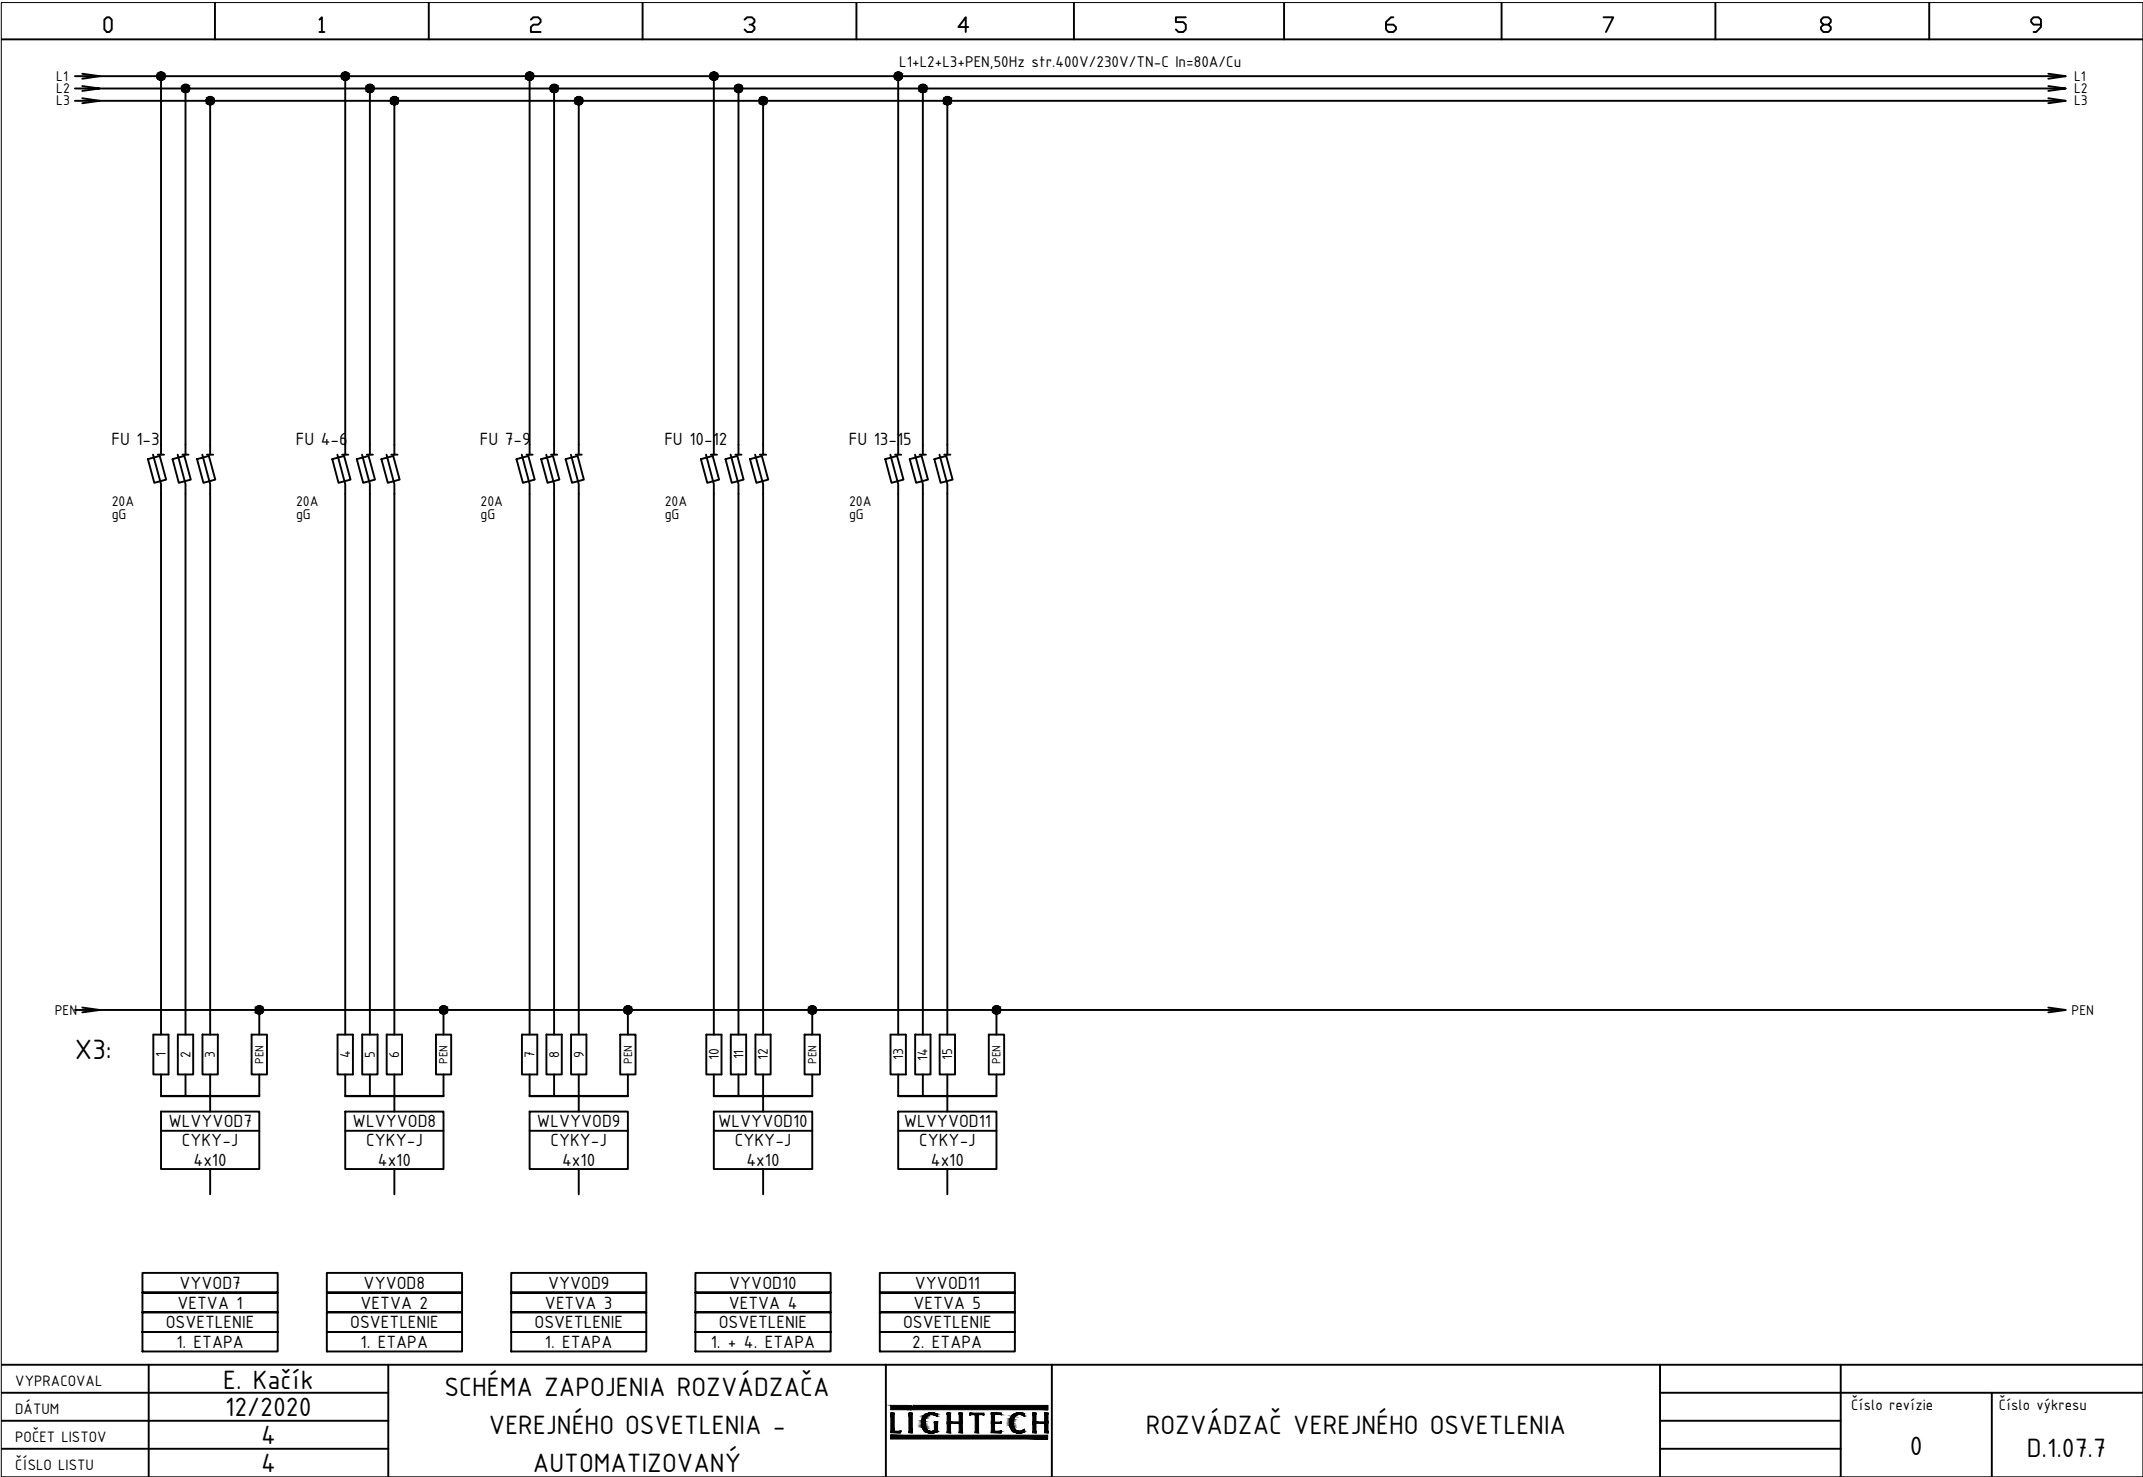 0 1 2 3 4 5 6 7 8 9
L1+L2+L3+PEN,50Hz str.400V/230V/TN-C In=80A/Cu
L1 L1
L2 L2
L3 L3
FU 1-3 FU 4-6 FU 7-9 FU 10-12 FU 13-15
20A 20A 20A 20A 20A
gG gG gG gG gG
PEN PEN
X3: 1 2 3 PEN 4 5 6 PEN 7 8 9 PEN 10 11 12 PEN 13 14 15 PEN
WLVYVOD7 WLVYVOD8 WLVYVOD9 WLVYVOD10 WLVYVOD11
CYKY-J CYKY-J CYKY-J CYKY-J CYKY-J
4x10 4x10 4x10 4x10 4x10
VYVOD7 VYVOD8 VYVOD9 VYVOD10 VYVOD11
VETVA 1 VETVA 2 VETVA 3 VETVA 4 VETVA 5
OSVETLENIE OSVETLENIE OSVETLENIE OSVETLENIE OSVETLENIE
1. ETAPA 1. ETAPA 1. ETAPA 1. + 4. ETAPA 2. ETAPA
VYPRACOVAL E. Kačík
DÁTUM 12/2020
POČET LISTOV 4
ČÍSLO LISTU 4
SCHÉMA ZAPOJENIA ROZVÁDZAČA
VEREJNÉHO OSVETLENIA -
AUTOMATIZOVANÝ
LIGHTECH
ROZVÁDZAČ VEREJNÉHO OSVETLENIA
Číslo revízie
0
Číslo výkresu
D.1.07.7